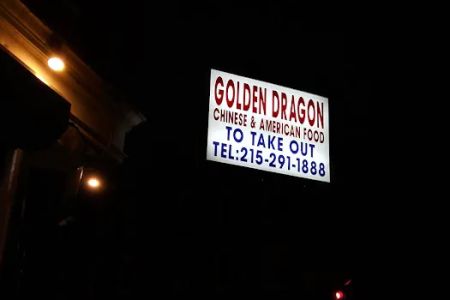 GOLDEN DRAGON
CHINESE & AMERICAN FOOD
TO TAKE OUT
TEL:215-291-1888